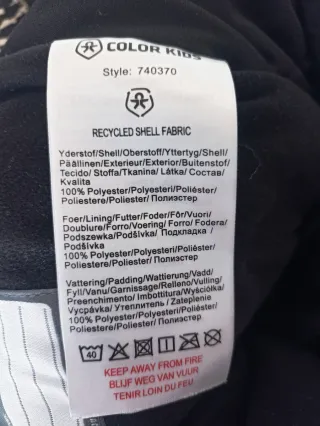 COLOR KIDS
Style: 740370
RECYCLED SHELL FABRIC
Yderstof/Shell/Oberstoff/Yttertyg/Shell/
Päällinen/Exterieur/Exterior/Buitenstof/
Tecido/ Stoffa/Tkanina/ Látka/ Состав/
Kvalita
100% Polyester/Polyestere/Poliéster/
Poliestere/Poliester/ Полиэстер
Foer/Lining/Futter/Foder/Fôr/Vuori/
Doublure/Forro/Voering/ Forro/ Fodera/
Podszewka/Podšívka/ Подкладка /
Podšívka
100% Polyester/Polyesteri/Poliéster/
Poliestere/Poliester/ Полиэстер
Vattering/Padding/Wattierung/Vadd/
Fyll/Vanu/Garnissage/Relleno/Vulling/
Preenchimento/ Imbottitura/Wyściółka/
Vycpávka/ Утеплитель / Zateplenie
100% Polyester/Polyesteri/Poliéster/
Poliestere/Poliester/ Полиэстер
40
KEEP AWAY FROM FIRE
BLIJF WEG VAN VUUR
TENIR LOIN DU FEU